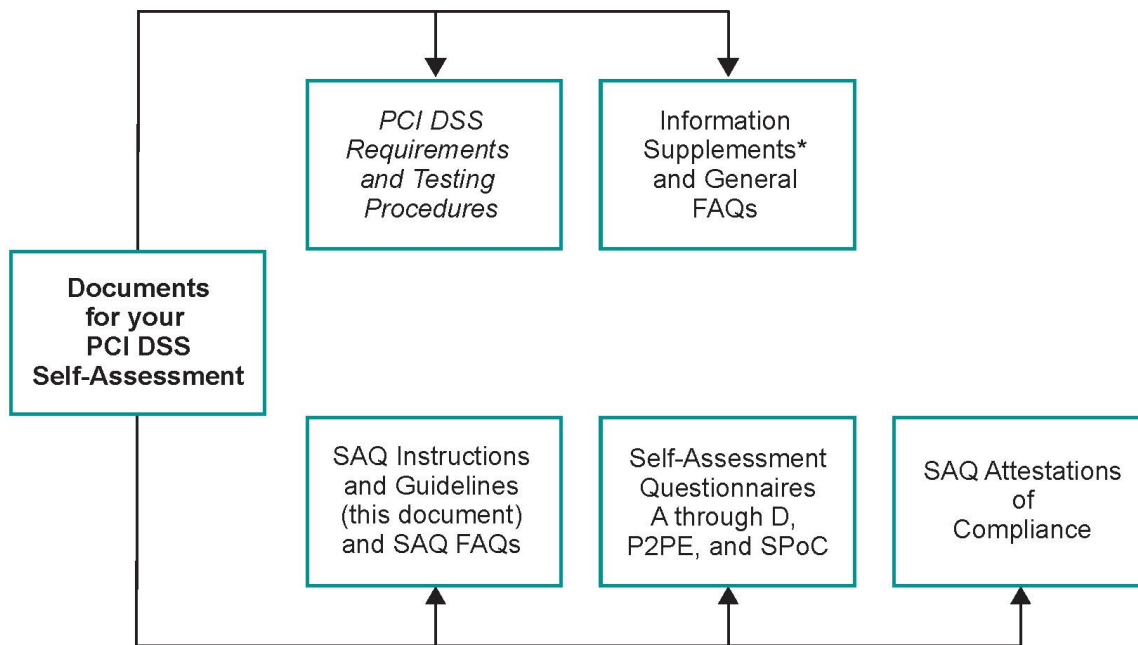 PCI DSS
Requirements
and Testing
Procedures
Information
Supplements*
and General
FAQs
Documents
for your
PCI DSS
Self-Assessment
SAQ Instructions
and Guidelines
(this document)
and SAQ FAQs
Self-Assessment
Questionnaires
A through D,
P2PE, and SPoC
SAQ Attestations
of
Compliance